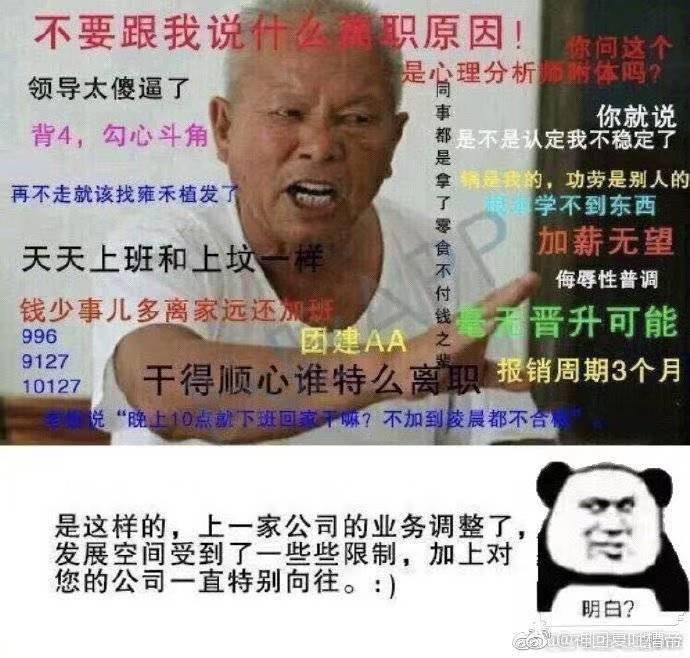 不要跟我说什么离职原因！
你问这个
是心理分析师附体吗？
领导太傻逼了
同事都是拿了零食不付钱之辈
你就说
是不是认定我不稳定了
背4，勾心斗角
锅是我的，功劳是别人的
再不走就该找雍禾植发了
学不到东西
加薪无望
天天上班和上坟一样
侮辱性普调
钱少事儿多离家远还加班
毫无晋升可能
996
9127
10127
团建AA
干得顺心谁特么离职
报销周期3个月
说“晚上10点就下班回家干嘛？不加到凌晨都不合格”。
APP
是这样的，上一家公司的业务调整了，
发展空间受到了一些些限制，加上对
您的公司一直特别向往。:)
明白？
@神回复吐槽帝